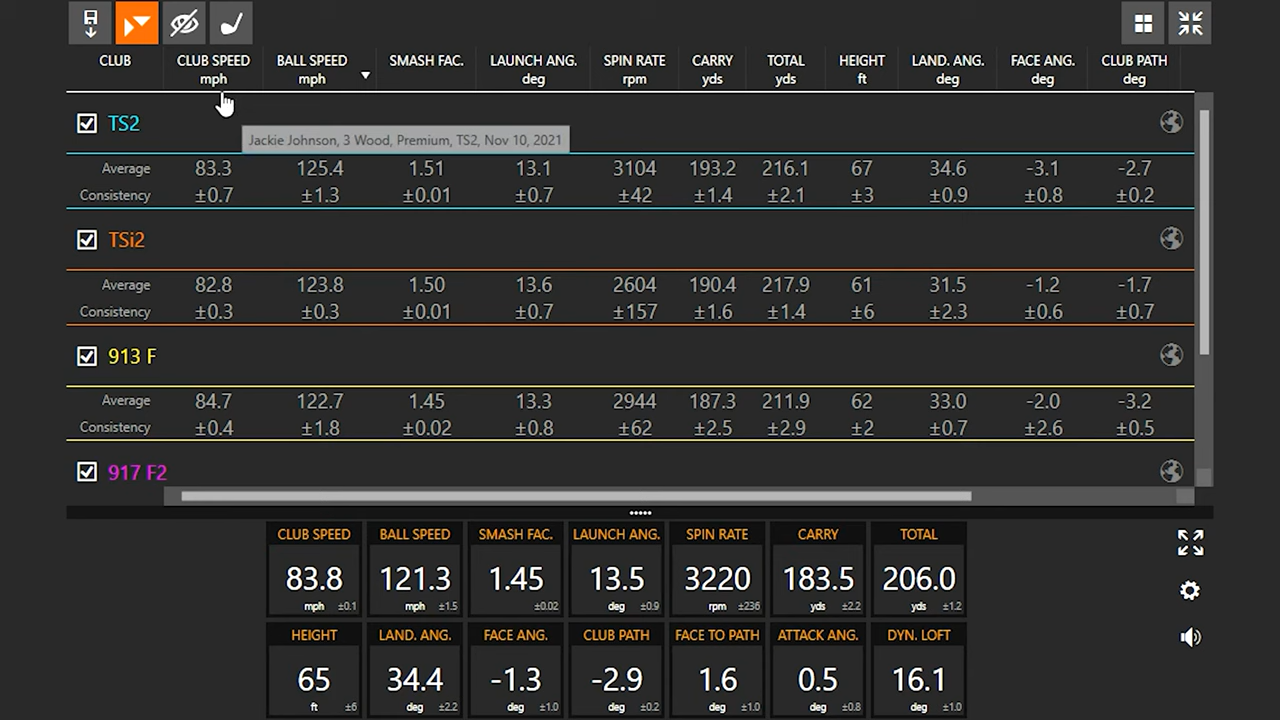 CLUB CLUB SPEED BALL SPEED SMASH FAC. LAUNCH ANG. SPIN RATE CARRY TOTAL HEIGHT LAND. ANG. FACE ANG. CLUB PATH
mph mph deg rpm yds yds ft deg deg deg
TS2
Jackie Johnson, 3 Wood, Premium, TS2, Nov 10, 2021
Average 83.3 125.4 1.51 13.1 3104 193.2 216.1 67 34.6 -3.1 -2.7
Consistency ±0.7 ±1.3 ±0.01 ±0.7 ±42 ±1.4 ±2.1 ±3 ±0.9 ±0.8 ±0.2
TSi2
Average 82.8 123.8 1.50 13.6 2604 190.4 217.9 61 31.5 -1.2 -1.7
Consistency ±0.3 ±0.3 ±0.01 ±0.7 ±157 ±1.6 ±1.4 ±6 ±2.3 ±0.6 ±0.7
913 F
Average 84.7 122.7 1.45 13.3 2944 187.3 211.9 62 33.0 -2.0 -3.2
Consistency ±0.4 ±1.8 ±0.02 ±0.8 ±62 ±2.5 ±2.9 ±2 ±0.7 ±2.6 ±0.5
917 F2
CLUB SPEED BALL SPEED SMASH FAC. LAUNCH ANG. SPIN RATE CARRY TOTAL
83.8 121.3 1.45 13.5 3220 183.5 206.0
mph ±0.1 mph ±1.5 ±0.02 deg ±0.9 rpm ±236 yds ±2.2 yds ±1.2
HEIGHT LAND. ANG. FACE ANG. CLUB PATH FACE TO PATH ATTACK ANG. DYN. LOFT
65 34.4 -1.3 -2.9 1.6 0.5 16.1
ft ±6 deg ±2.2 deg ±1.0 deg ±0.2 deg ±1.0 deg ±0.8 deg ±1.0